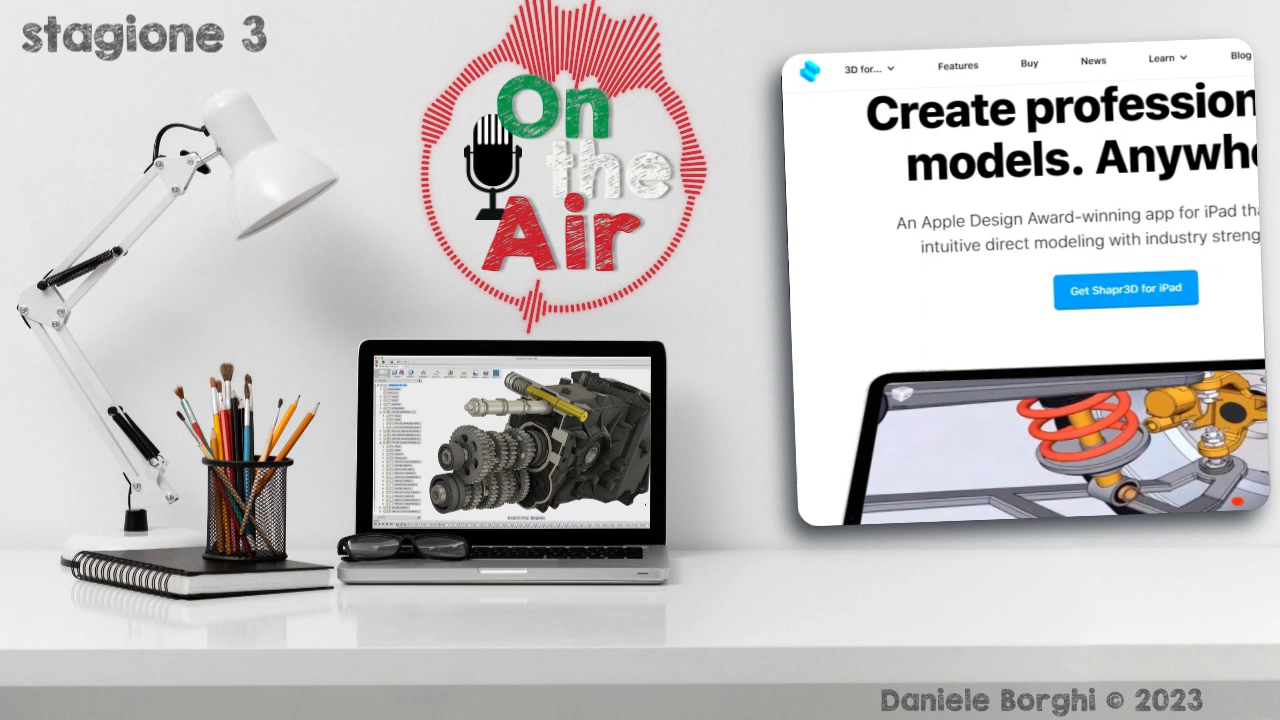 stagione 3
On
the
Air
3D for...
Features
Buy
News
Learn
Blog
Create profession
models. Anywhe
An Apple Design Award-winning app for iPad tha
intuitive direct modeling with industry streng
Get Shapr3D for iPad
Daniele Borghi © 2023